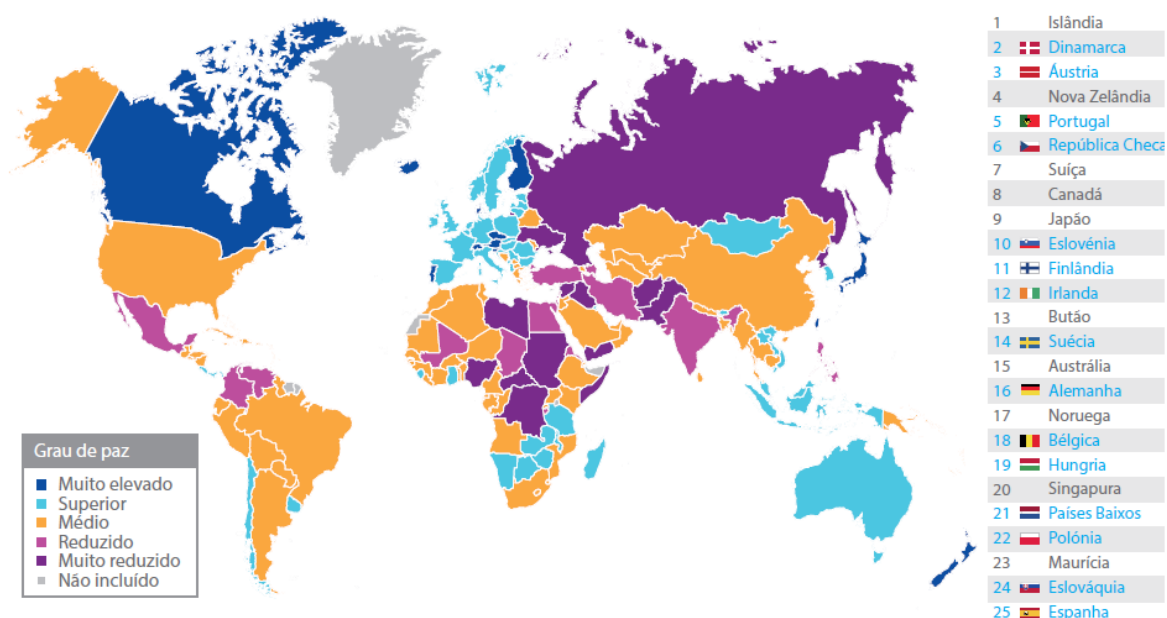 1 Islândia
2 Dinamarca
3 Áustria
4 Nova Zelândia
5 Portugal
6 República Checa
7 Suíça
8 Canadá
9 Japáo
10 Eslovénia
11 Finlândia
12 Irlanda
13 Butão
14 Suécia
15 Austrália
16 Alemanha
17 Noruega
18 Bélgica
19 Hungria
20 Singapura
21 Países Baixos
22 Polónia
23 Maurícia
24 Eslováquia
25 Espanha
Grau de paz
Muito elevado
Superior
Médio
Reduzido
Muito reduzido
Não incluído